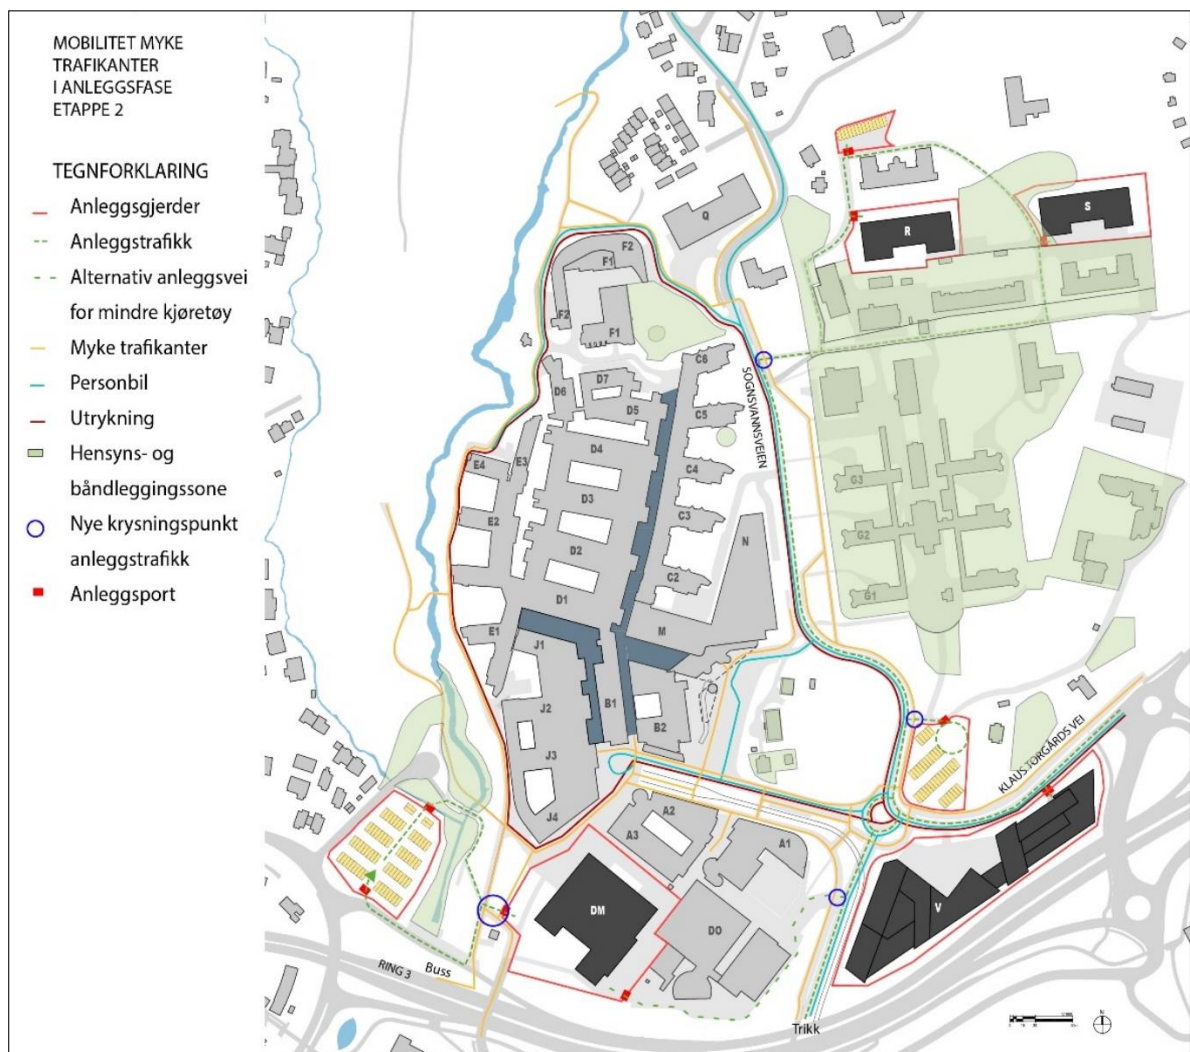 MOBILITET MYKE
TRAFIKANTER
I ANLEGGSFASE
ETAPPE 2
TEGNFORKLARING
Anleggsgjerder
Anleggstrafikk
Alternativ anleggsvei
for mindre kjøretøy
Myke trafikanter
Personbil
Utrykning
Hensyns- og
båndleggingssone
Nye krysningspunkt
anleggstrafikk
Anleggsport
Q
R
S
F2
F1
F2
F1
C6
D6
D7
D5
C5
SOGNSVANNSVEIEN
E4
E3
D4
C4
G3
D3
C3
E2
D2
N
G2
C2
D1
G1
E1
M
J1
J2
B1
B2
KLAUS TORGÅRDS VEI
J3
J4
A3
A2
A1
DM
DO
V
RING 3
Buss
Trikk
N